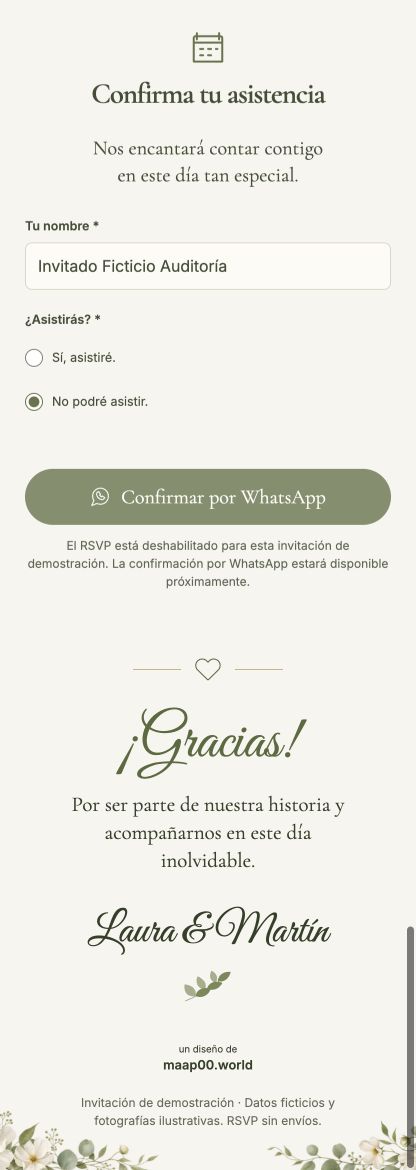 Confirma tu asistencia
Nos encantará contar contigo
en este día tan especial.
Tu nombre *
Invitado Ficticio Auditoría
¿Asistirás? *
Sí, asistiré.
No podré asistir.
Confirmar por WhatsApp
El RSVP está deshabilitado para esta invitación de
demostración. La confirmación por WhatsApp estará disponible
próximamente.
¡Gracias!
Por ser parte de nuestra historia y
acompañarnos en este día
inolvidable.
Laura & Martín
un diseño de
maap00.world
Invitación de demostración · Datos ficticios y
fotografías ilustrativas. RSVP sin envíos.